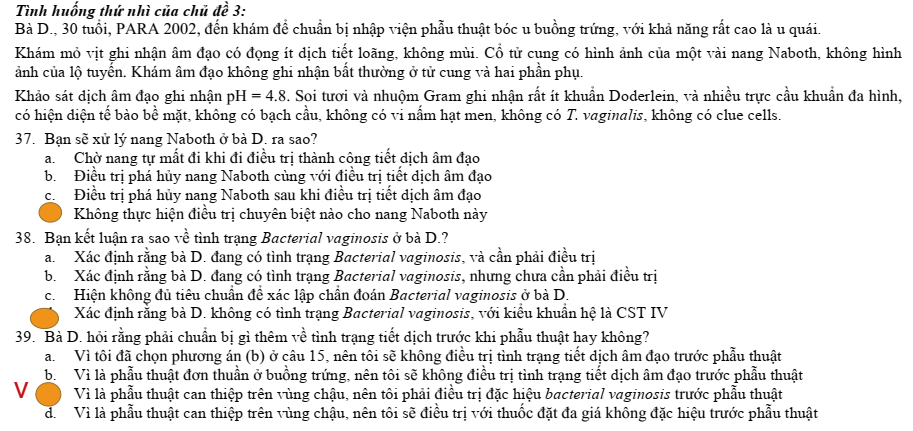 Tình huống thứ nhì của chủ đề 3:
Bà D., 30 tuổi, PARA 2002, đến khám để chuẩn bị nhập viện phẫu thuật bóc u buồng trứng, với khả năng rất cao là u quái.
Khám mỏ vịt ghi nhận âm đạo có đọng ít dịch tiết loãng, không mùi. Cổ tử cung có hình ảnh của một vài nang Naboth, không hình
ảnh của lộ tuyến. Khám âm đạo không ghi nhận bất thường ở tử cung và hai phần phụ.
Khảo sát dịch âm đạo ghi nhận pH = 4.8. Soi tươi và nhuộm Gram ghi nhận rất ít khuẩn Doderlein, và nhiều trực cầu khuẩn đa hình,
có hiện diện tế bào bề mặt, không có bạch cầu, không có vi nấm hạt men, không có T. vaginalis, không có clue cells.
37. Bạn sẽ xử lý nang Naboth ở bà D. ra sao?
a. Chờ nang tự mất đi khi đi điều trị thành công tiết dịch âm đạo
b. Điều trị phá hủy nang Naboth cùng với điều trị tiết dịch âm đạo
c. Điều trị phá hủy nang Naboth sau khi điều trị tiết dịch âm đạo
Không thực hiện điều trị chuyên biệt nào cho nang Naboth này
38. Bạn kết luận ra sao về tình trạng Bacterial vaginosis ở bà D.?
a. Xác định rằng bà D. đang có tình trạng Bacterial vaginosis, và cần phải điều trị
b. Xác định rằng bà D. đang có tình trạng Bacterial vaginosis, nhưng chưa cần phải điều trị
c. Hiện không đủ tiêu chuẩn để xác lập chẩn đoán Bacterial vaginosis ở bà D.
Xác định rằng bà D. không có tình trạng Bacterial vaginosis, với kiểu khuẩn hệ là CST IV
39. Bà D. hỏi rằng phải chuẩn bị gì thêm về tình trạng tiết dịch trước khi phẫu thuật hay không?
a. Vì tôi đã chọn phương án (b) ở câu 15, nên tôi sẽ không điều trị tình trạng tiết dịch âm đạo trước phẫu thuật
b. Vì là phẫu thuật đơn thuần ở buồng trứng, nên tôi sẽ không điều trị tình trạng tiết dịch âm đạo trước phẫu thuật
V Vì là phẫu thuật can thiệp trên vùng chậu, nên tôi phải điều trị đặc hiệu bacterial vaginosis trước phẫu thuật
d. Vì là phẫu thuật can thiệp trên vùng chậu, nên tôi sẽ điều trị với thuốc đặt đa giá không đặc hiệu trước phẫu thuật